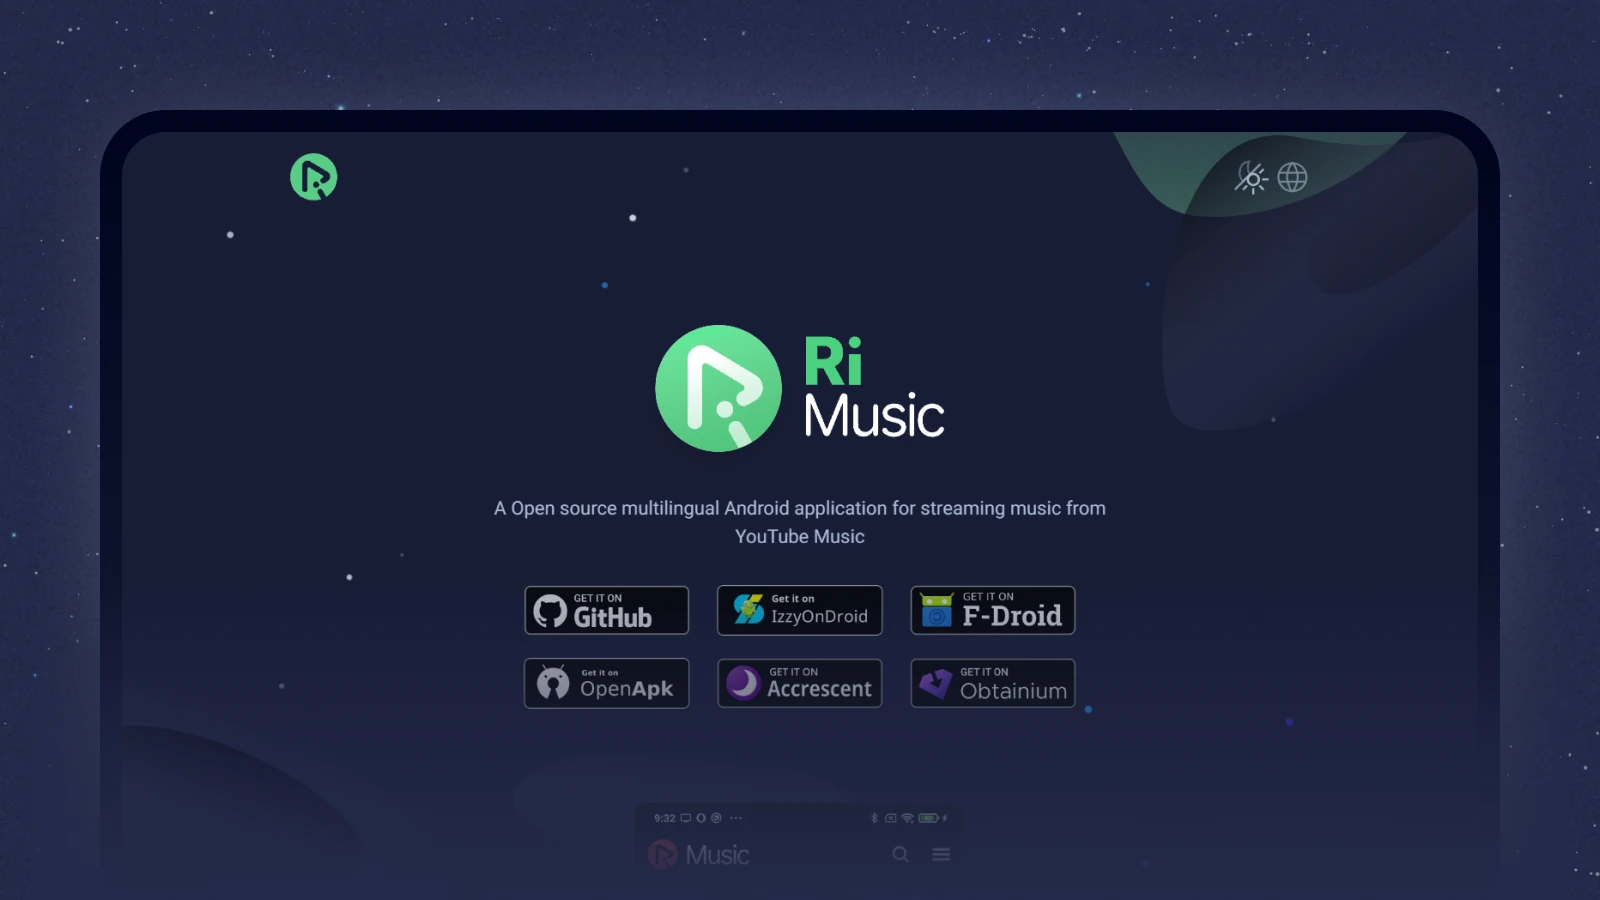 Ri
Music
A Open source multilingual Android application for streaming music from
YouTube Music
GET IT ON
GitHub
Get it on
IzzyOnDroid
GET IT ON
F-Droid
Get it on
OpenApk
GET IT ON
Accrescent
GET IT ON
Obtainium
9:32
Music